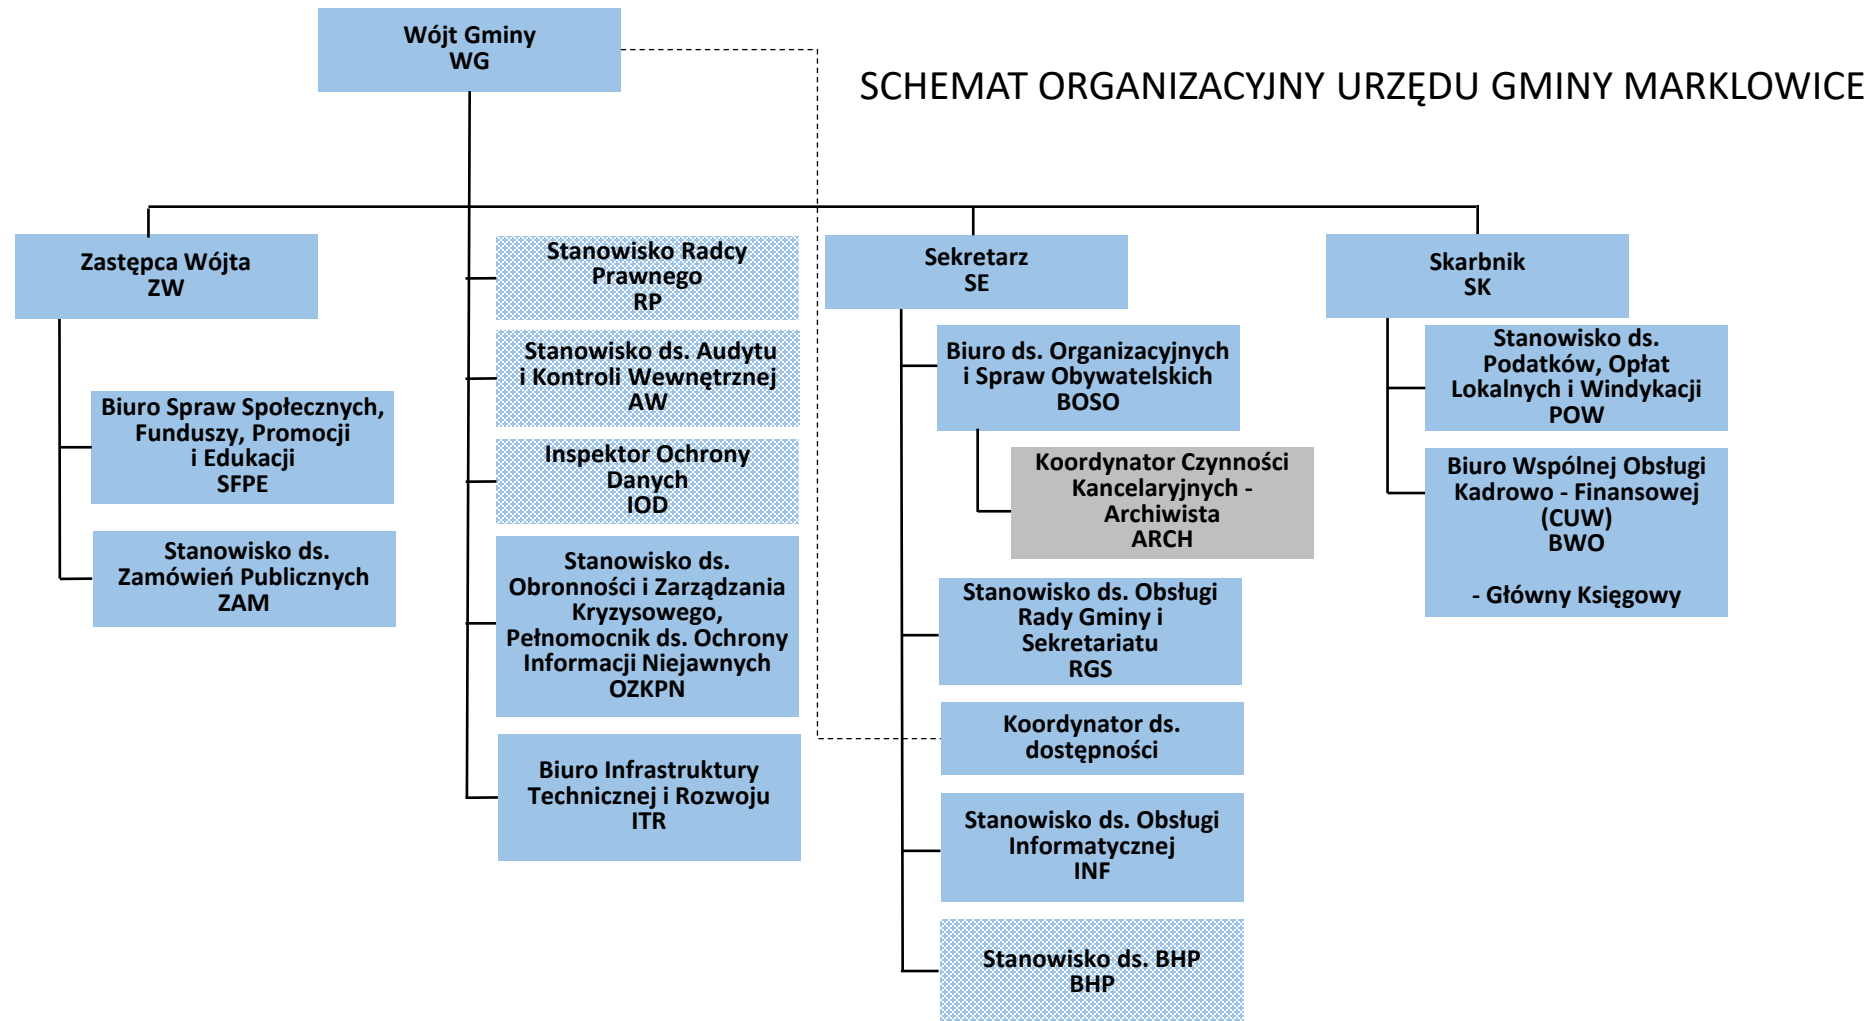 Wójt Gminy
WG
SCHEMAT ORGANIZACYJNY URZĘDU GMINY MARKLOWICE
Zastępca Wójta
ZW
Biuro Spraw Społecznych,
Funduszy, Promocji
i Edukacji
SFPE
Stanowisko ds.
Zamówień Publicznych
ZAM
Stanowisko Radcy
Prawnego
RP
Stanowisko ds. Audytu
i Kontroli Wewnętrznej
AW
Inspektor Ochrony
Danych
IOD
Stanowisko ds.
Obronności i Zarządzania
Kryzysowego,
Pełnomocnik ds. Ochrony
Informacji Niejawnych
OZKPN
Biuro Infrastruktury
Technicznej i Rozwoju
ITR
Sekretarz
SE
Biuro ds. Organizacyjnych
i Spraw Obywatelskich
BOSO
Koordynator Czynności
Kancelaryjnych -
Archiwista
ARCH
Stanowisko ds. Obsługi
Rady Gminy i
Sekretariatu
RGS
Koordynator ds.
dostępności
Stanowisko ds. Obsługi
Informatycznej
INF
Stanowisko ds. BHP
BHP
Skarbnik
SK
Stanowisko ds.
Podatków, Opłat
Lokalnych i Windykacji
POW
Biuro Wspólnej Obsługi
Kadrowo - Finansowej
(CUW)
BWO
- Główny Księgowy